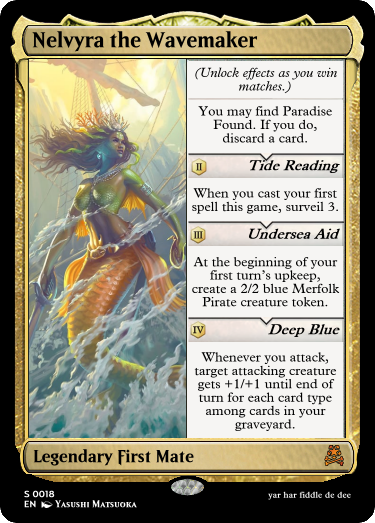 Nelvyra the Wavemaker
(Unlock effects as you win
matches.)
You may find Paradise
Found. If you do,
discard a card.
II Tide Reading
When you cast your first
spell this game, surveil 3.
III Undersea Aid
At the beginning of your
first turn's upkeep,
create a 2/2 blue Merfolk
Pirate creature token.
IV Deep Blue
Whenever you attack,
target attacking creature
gets +1/+1 until end of
turn for each card type
among cards in your
graveyard.
Legendary First Mate
S 0018
EN Yasushi Matsuoka
yar har fiddle de dee